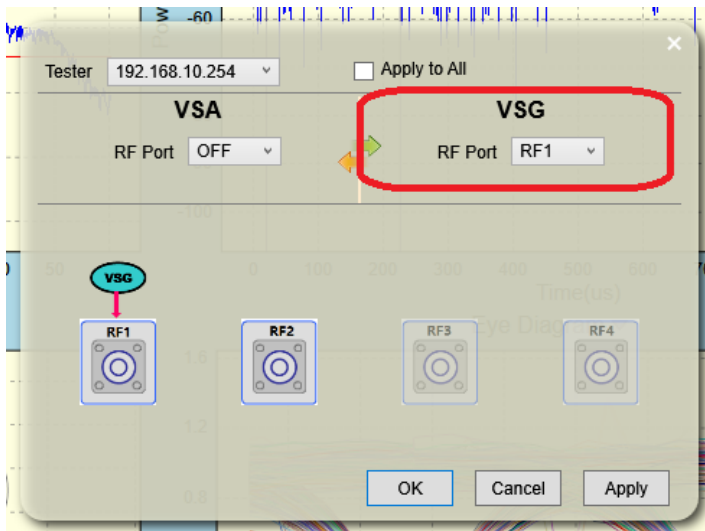 Pow
-60
Tester 192.168.10.254 Apply to All
VSA VSG
RF Port OFF RF Port RF1
-100
50 0 100 200 300 400 500 600
Time(us)
VSG
Eye Diagram
RF1 RF2 RF3 RF4
1.6
1.2
0.8
OK Cancel Apply